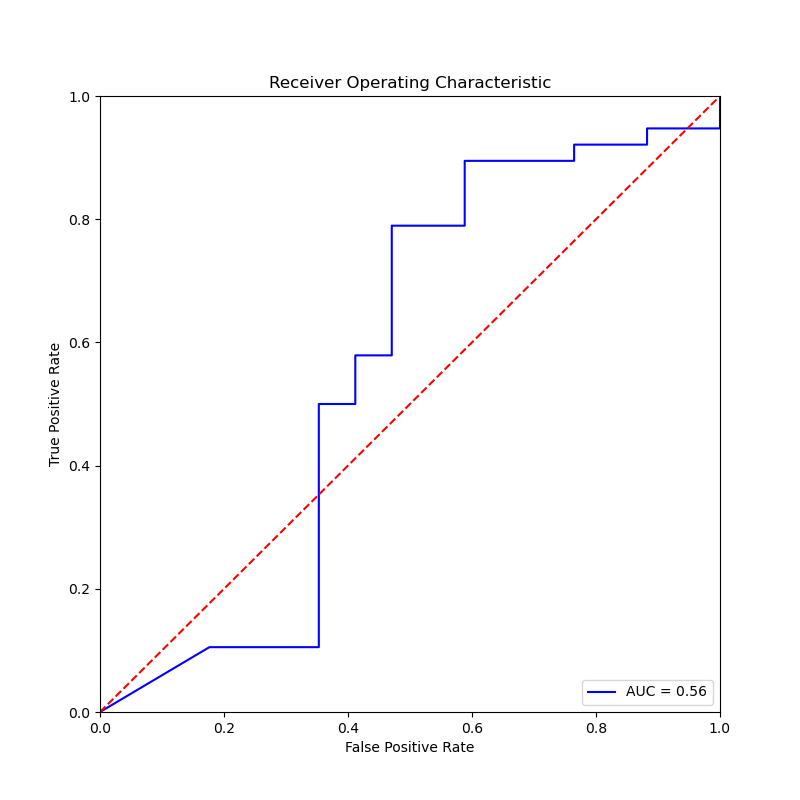 Receiver Operating Characteristic
1.0
0.8
0.6
0.4
0.2
0.0
True Positive Rate
AUC = 0.56
0.0 0.2 0.4 0.6 0.8 1.0
False Positive Rate